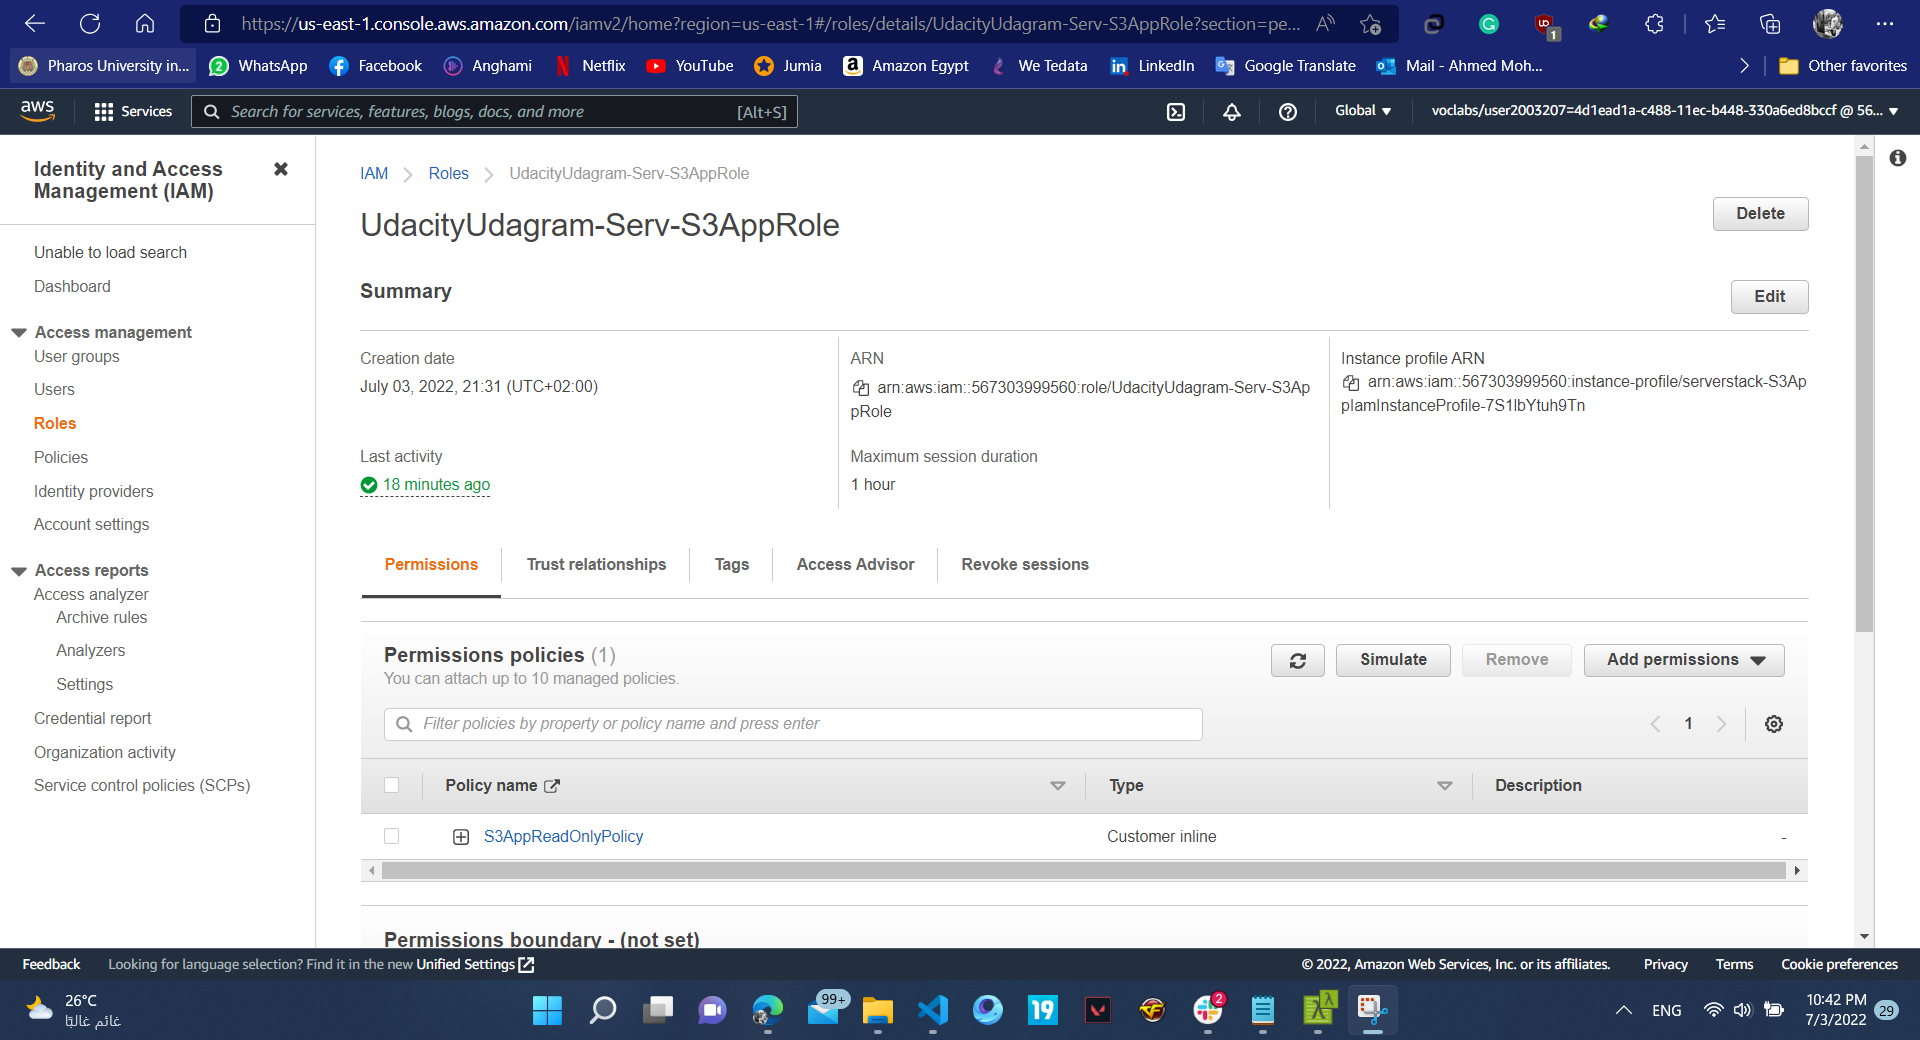 https://us-east-1.console.aws.amazon.com/iamv2/home?region=us-east-1#/roles/details/UdacityUdagram-Serv-S3AppRole?section=pe...
1
Pharos University in...
2
WhatsApp
Facebook
Anghami
Netflix
YouTube
Jumia
Amazon Egypt
We Tedata
LinkedIn
Google Translate
Mail - Ahmed Moh...
Other favorites
aws
Services
Search for services, features, blogs, docs, and more
[Alt+S]
Global
voclabs/user2003207=4d1ead1a-c488-11ec-b448-330a6ed8bccf @ 56...
Identity and Access
Management (IAM)
Unable to load search
Dashboard
Access management
User groups
Users
Roles
Policies
Identity providers
Account settings
Access reports
Access analyzer
Archive rules
Analyzers
Settings
Credential report
Organization activity
Service control policies (SCPs)
IAM
Roles
UdacityUdagram-Serv-S3AppRole
UdacityUdagram-Serv-S3AppRole
Delete
Summary
Edit
Creation date
July 03, 2022, 21:31 (UTC+02:00)
Last activity
18 minutes ago
ARN
arn:aws:iam::567303999560:role/UdacityUdagram-Serv-S3Ap
pRole
Maximum session duration
1 hour
Instance profile ARN
arn:aws:iam::567303999560:instance-profile/serverstack-S3Ap
pIamInstanceProfile-7S1lbYtuh9Tn
Permissions
Trust relationships
Tags
Access Advisor
Revoke sessions
Permissions policies (1)
You can attach up to 10 managed policies.
Simulate
Remove
Add permissions
Filter policies by property or policy name and press enter
1
Policy name
Type
Description
S3AppReadOnlyPolicy
Customer inline
-
Permissions boundary - (not set)
Feedback
Looking for language selection? Find it in the new Unified Settings
© 2022, Amazon Web Services, Inc. or its affiliates.
Privacy
Terms
Cookie preferences
26°C
غائم غالبًا
99+
19
2
ENG
10:42 PM
7/3/2022
29